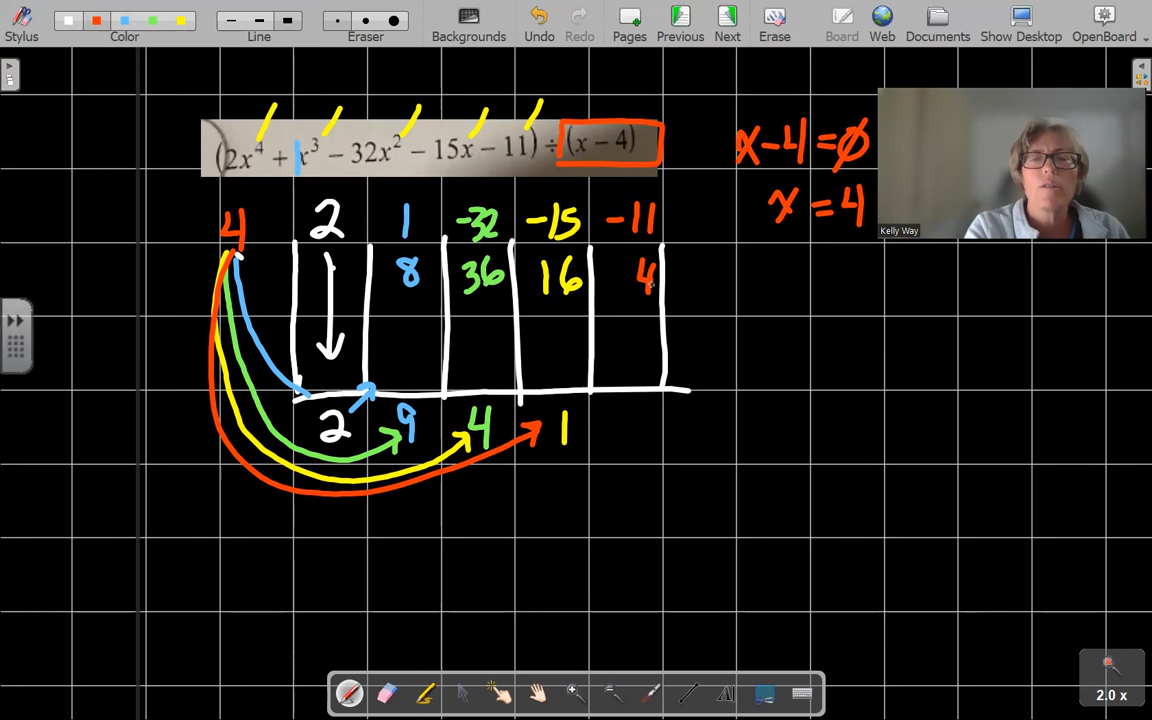 Stylus Color Line Eraser Backgrounds Undo Redo Pages Previous Next Erase Board Web Documents Show Desktop OpenBoard
(2x⁴ + 1x³ − 32x² − 15x − 11) ÷ (x − 4)
x-4=0
x=4
Kelly Way
4 2 1 -32 -15 -11
8 36 16 4
2 9 4 1
2.0 x